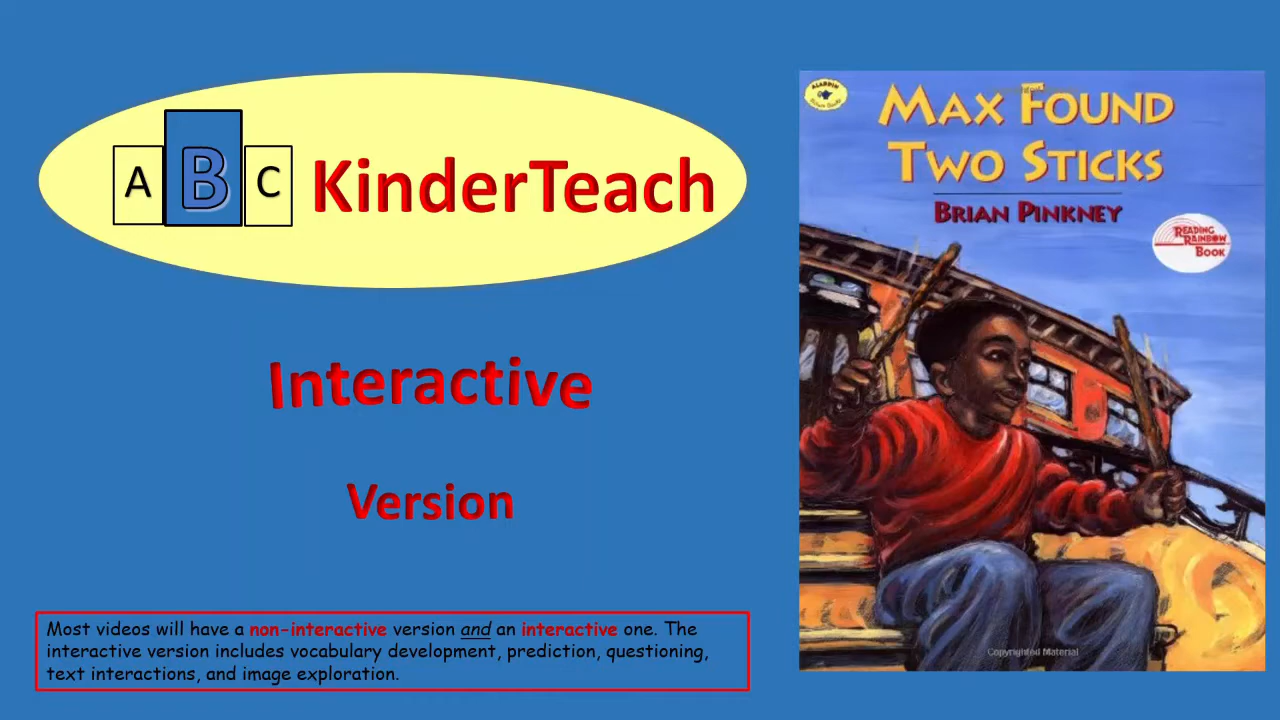 A B C KinderTeach
Interactive
Version
Most videos will have a non-interactive version and an interactive one. The
interactive version includes vocabulary development, prediction, questioning,
text interactions, and image exploration.
ALADDIN
MAX FOUND
TWO STICKS
BRIAN PINKNEY
READING
RAINBOW
BOOK
Copyrighted Material